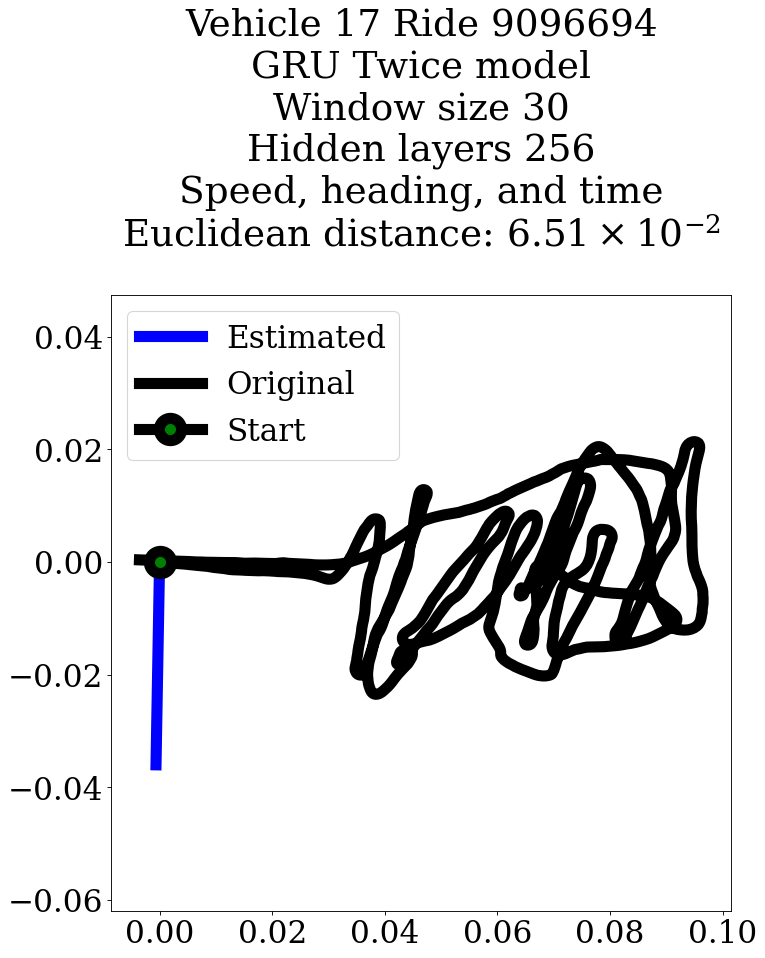 Vehicle 17 Ride 9096694
GRU Twice model
Window size 30
Hidden layers 256
Speed, heading, and time
Euclidean distance: 6.51 × 10⁻²
Estimated
Original
Start
0.04
0.02
0.00
−0.02
−0.04
−0.06
0.00 0.02 0.04 0.06 0.08 0.10